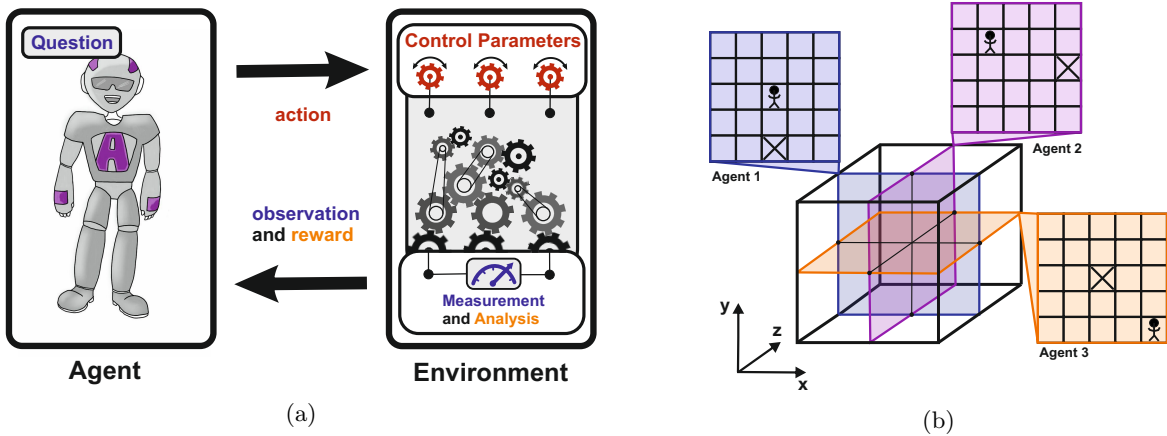 Question
A
Agent
action
observation
and reward
Control Parameters
Measurement
and Analysis
Environment
(a)
Agent 1
Agent 2
Agent 3
y
z
x
(b)